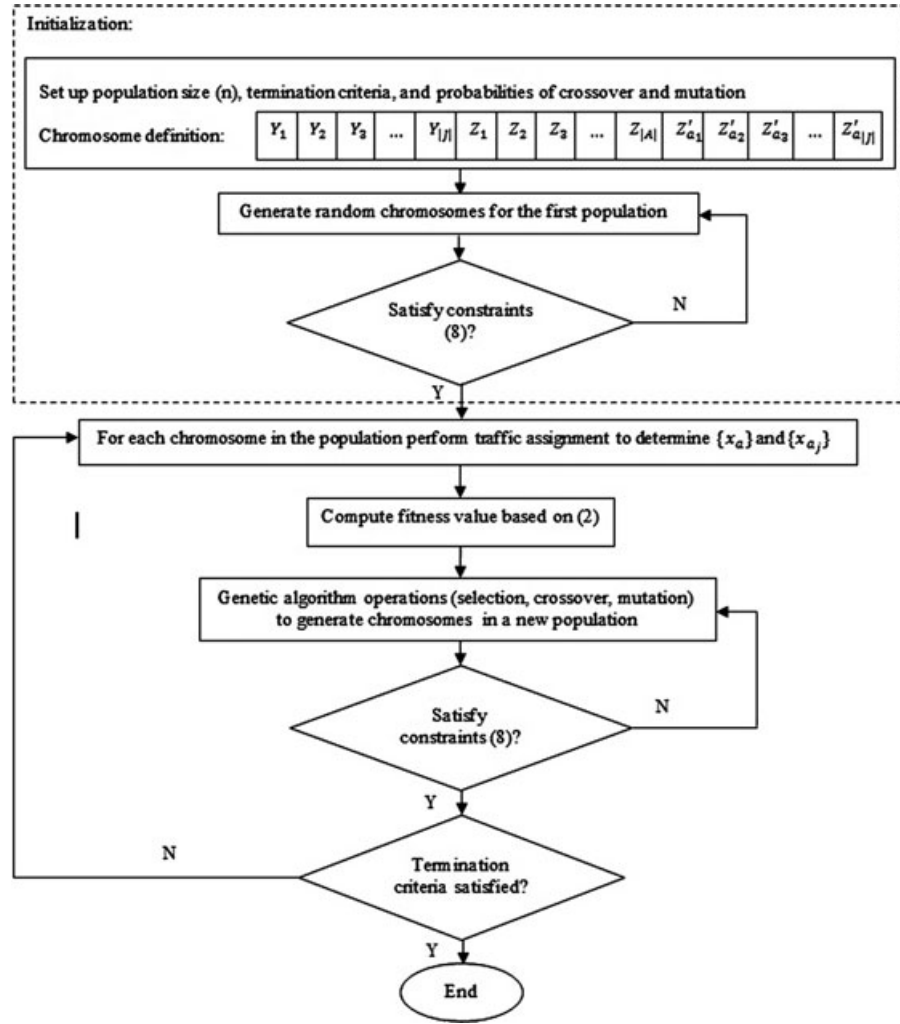 Initialization:
Set up population size (n), termination criteria, and probabilities of crossover and mutation
Chromosome definition: Y₁ Y₂ Y₃ ... Y|J| Z₁ Z₂ Z₃ ... Z|A| Z′a₁ Z′a₂ Z′a₃ ... Z′a|J|
Generate random chromosomes for the first population
Satisfy constraints
(8)?
N
Y
For each chromosome in the population perform traffic assignment to determine {xₐ} and {xₐⱼ}
Compute fitness value based on (2)
Genetic algorithm operations (selection, crossover, mutation)
to generate chromosomes in a new population
Satisfy
constraints (8)?
N
Y
Termination
criteria satisfied?
N
Y
End